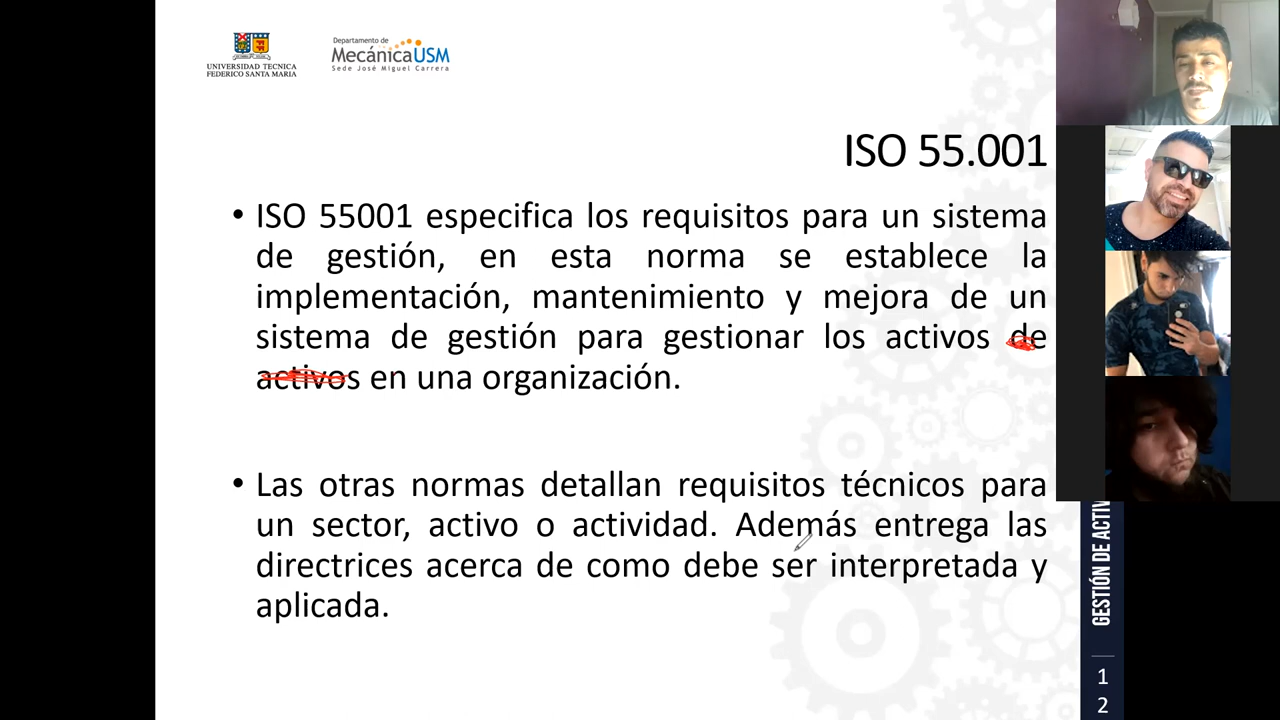 UNIVERSIDAD TECNICA
FEDERICO SANTA MARIA
Departamento de
MecánicaUSM
Sede José Miguel Carrera
ISO 55.001
• ISO 55001 especifica los requisitos para un sistema
de gestión, en esta norma se establece la
implementación, mantenimiento y mejora de un
sistema de gestión para gestionar los activos de
activos en una organización.
• Las otras normas detallan requisitos técnicos para
un sector, activo o actividad. Además entrega las
directrices acerca de como debe ser interpretada y
aplicada.
GESTIÓN DE ACTIV
1
2